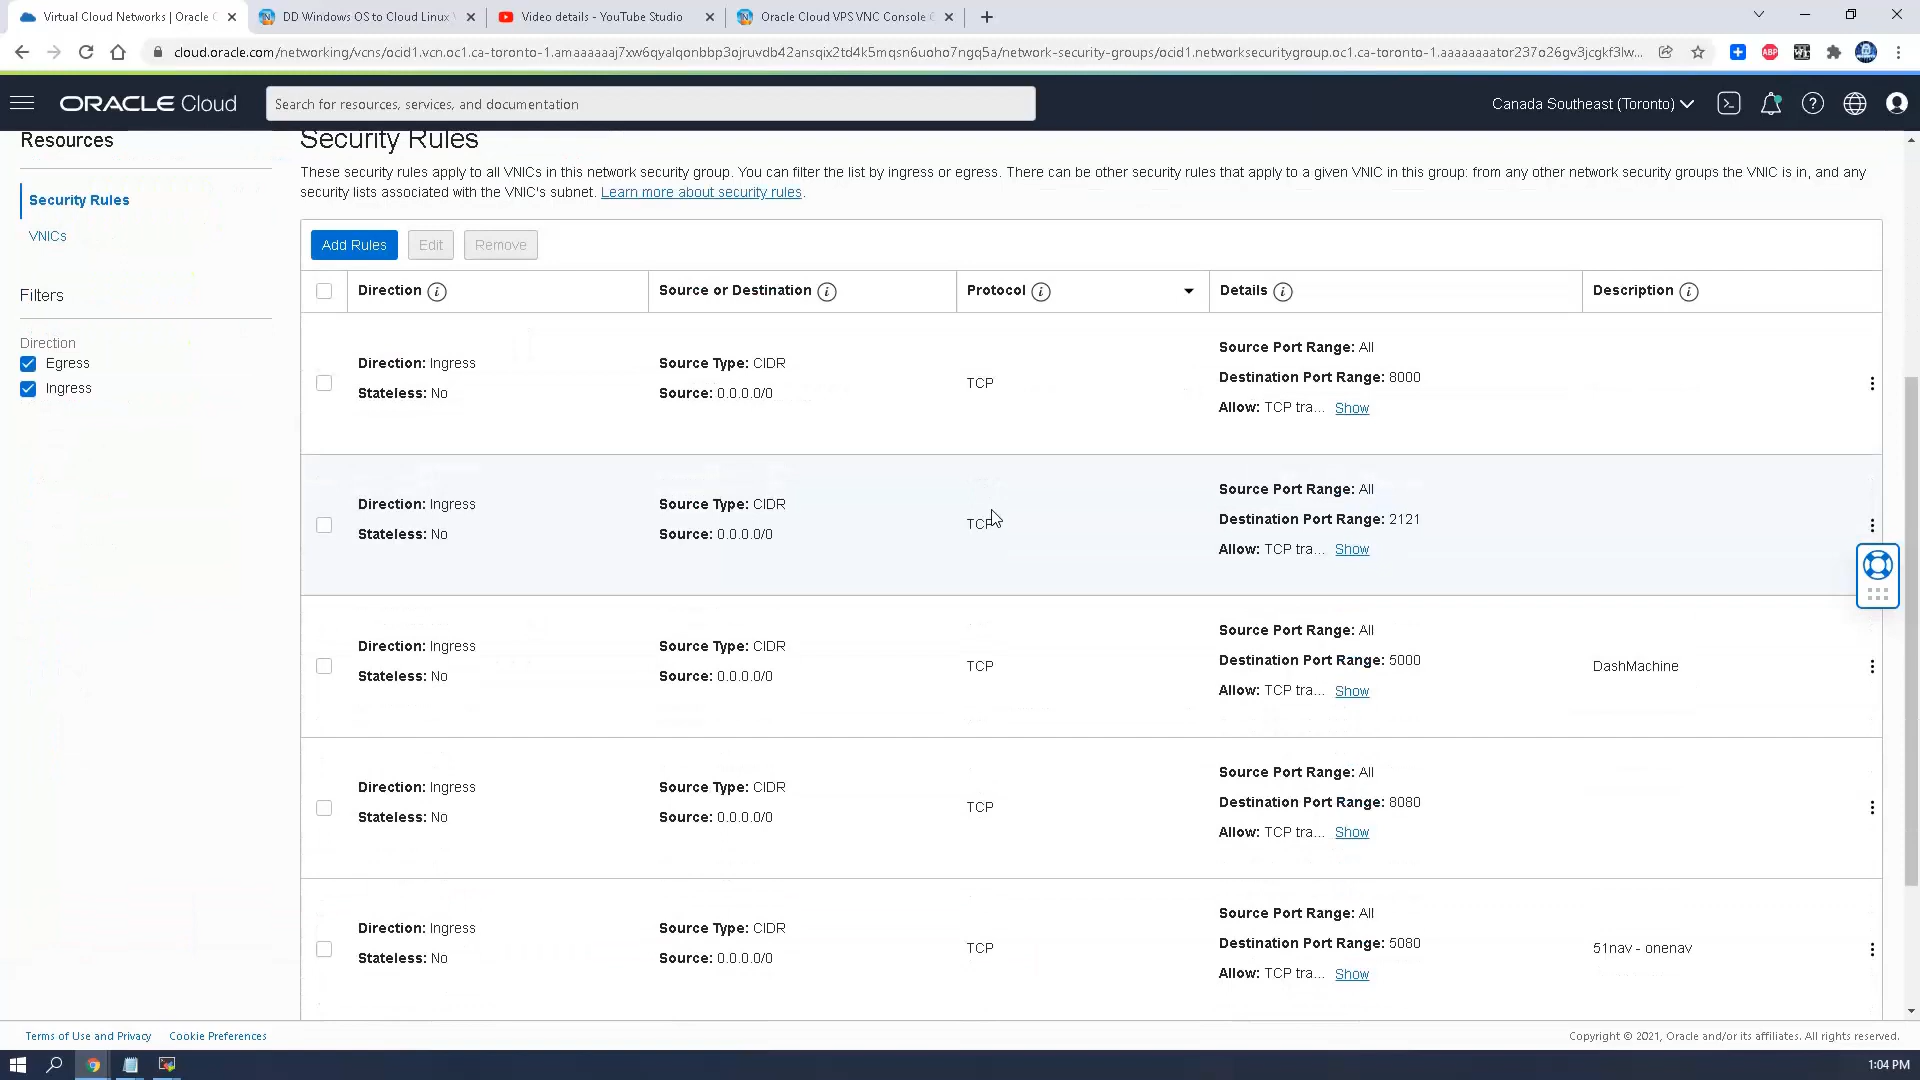 Virtual Cloud Networks | Oracle C
DD Windows OS to Cloud Linux V
Video details - YouTube Studio
Oracle Cloud VPS VNC Console C
cloud.oracle.com/networking/vcns/ocid1.vcn.oc1.ca-toronto-1.amaaaaaaj7xw6qyalqonbbp3ojruvdb42ansqix2td4k5mqsn6uoho7ngq5a/network-security-groups/ocid1.networksecuritygroup.oc1.ca-toronto-1.aaaaaaaator237o26gv3jcgkf3lw...
ABP
ORACLE Cloud
Search for resources, services, and documentation
Canada Southeast (Toronto)
Resources
Security Rules
VNICs
Filters
Direction
Egress
Ingress
Security Rules
These security rules apply to all VNICs in this network security group. You can filter the list by ingress or egress. There can be other security rules that apply to a given VNIC in this group: from any other network security groups the VNIC is in, and any
security lists associated with the VNIC's subnet. Learn more about security rules.
Add Rules Edit Remove
Direction Source or Destination Protocol Details Description
Direction: Ingress
Stateless: No
Source Type: CIDR
Source: 0.0.0.0/0
TCP
Source Port Range: All
Destination Port Range: 8000
Allow: TCP tra... Show
Direction: Ingress
Stateless: No
Source Type: CIDR
Source: 0.0.0.0/0
TCP
Source Port Range: All
Destination Port Range: 2121
Allow: TCP tra... Show
Direction: Ingress
Stateless: No
Source Type: CIDR
Source: 0.0.0.0/0
TCP
Source Port Range: All
Destination Port Range: 5000
Allow: TCP tra... Show
DashMachine
Direction: Ingress
Stateless: No
Source Type: CIDR
Source: 0.0.0.0/0
TCP
Source Port Range: All
Destination Port Range: 8080
Allow: TCP tra... Show
Direction: Ingress
Stateless: No
Source Type: CIDR
Source: 0.0.0.0/0
TCP
Source Port Range: All
Destination Port Range: 5080
Allow: TCP tra... Show
51nav - onenav
Terms of Use and Privacy Cookie Preferences
Copyright © 2021, Oracle and/or its affiliates. All rights reserved.
1:04 PM